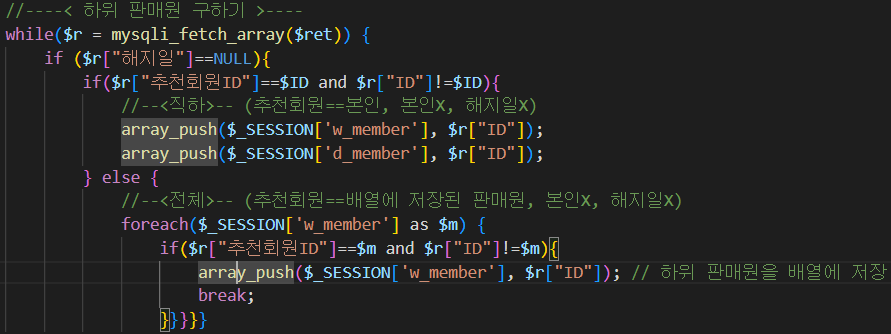 //----< 하위 판매원 구하기 >----
while($r = mysqli_fetch_array($ret)) {
if ($r["해지일"]==NULL){
if($r["추천회원ID"]==$ID and $r["ID"]!=$ID){
//--<직하>-- (추천회원==본인, 본인X, 해지일X)
array_push($_SESSION['w_member'], $r["ID"]);
array_push($_SESSION['d_member'], $r["ID"]);
} else {
//--<전체>-- (추천회원==배열에 저장된 판매원, 본인X, 해지일X)
foreach($_SESSION['w_member'] as $m) {
if($r["추천회원ID"]==$m and $r["ID"]!=$m){
array_push($_SESSION['w_member'], $r["ID"]); // 하위 판매원을 배열에 저장
break;
}}}}}